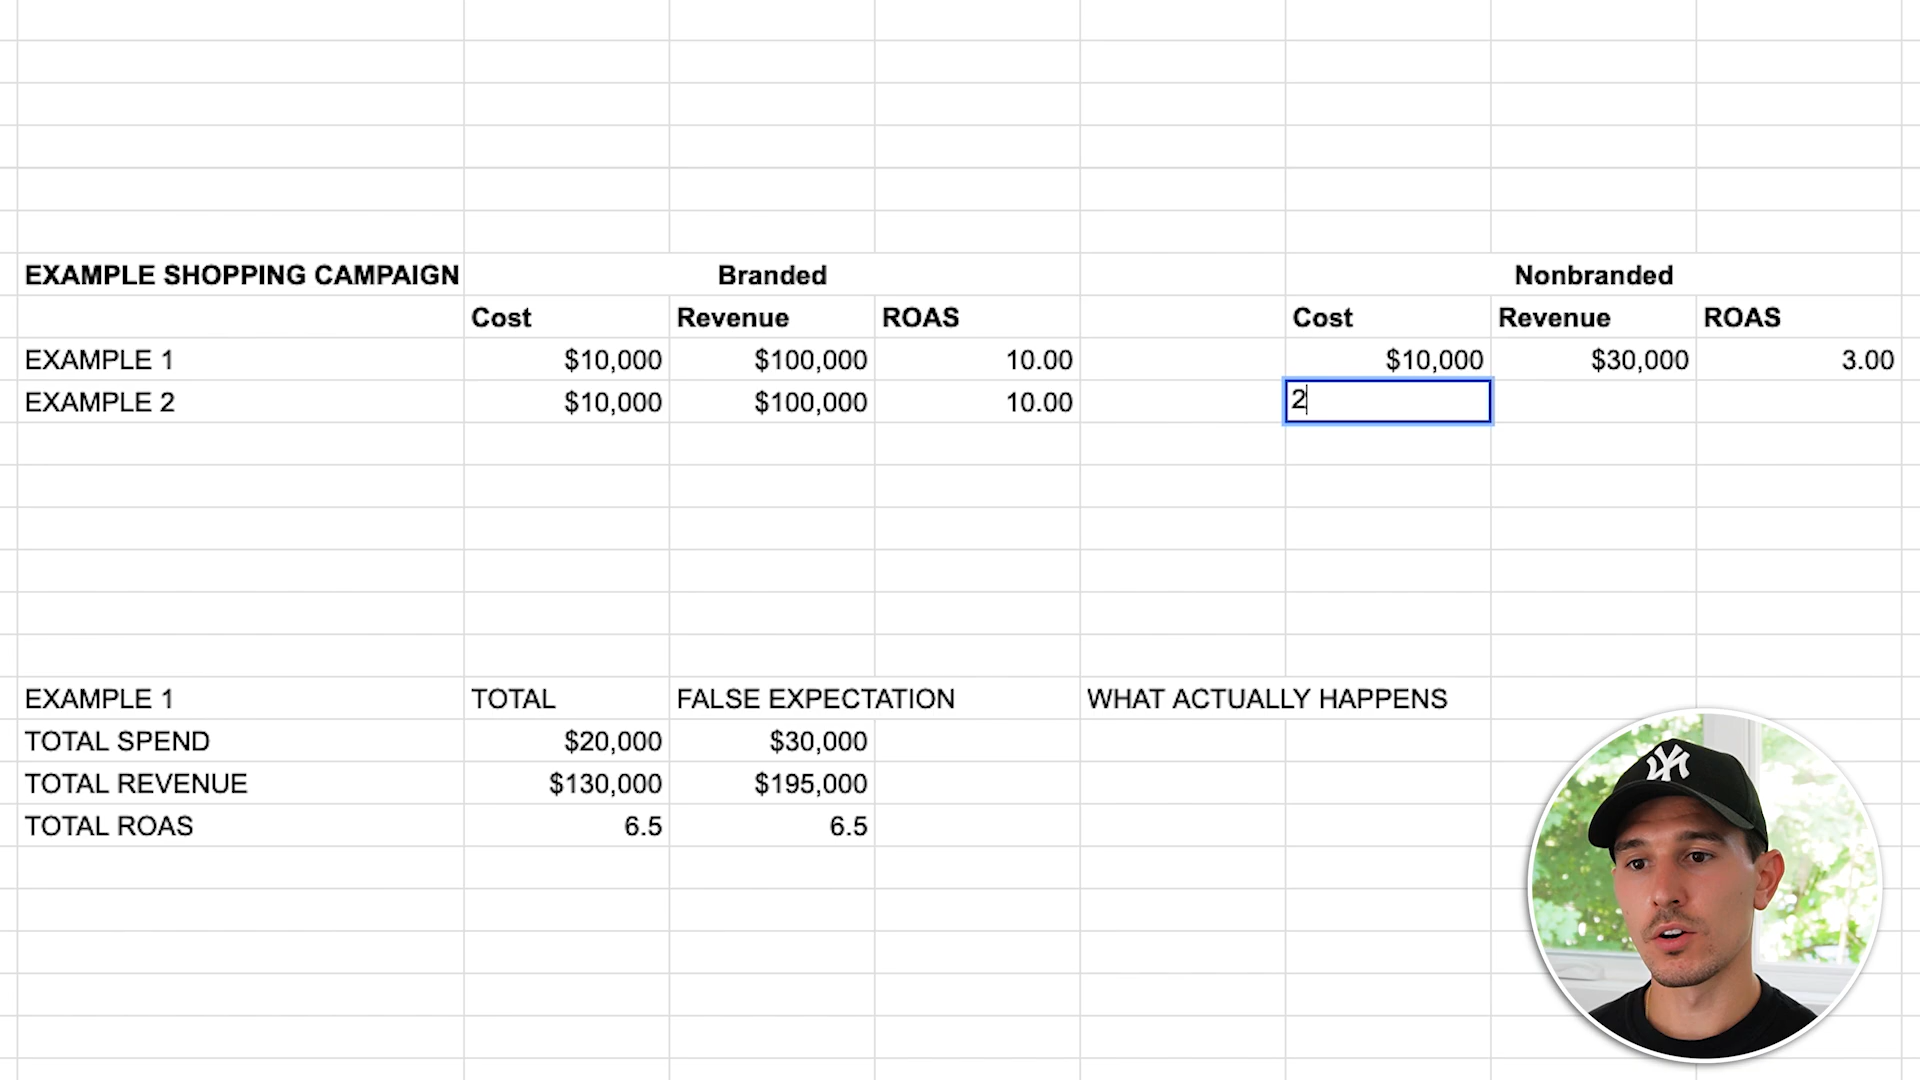 EXAMPLE SHOPPING CAMPAIGN Branded Nonbranded
Cost Revenue ROAS Cost Revenue ROAS
EXAMPLE 1 $10,000 $100,000 10.00 $10,000 $30,000 3.00
EXAMPLE 2 $10,000 $100,000 10.00 2
EXAMPLE 1 TOTAL FALSE EXPECTATION WHAT ACTUALLY HAPPENS
TOTAL SPEND $20,000 $30,000
TOTAL REVENUE $130,000 $195,000
TOTAL ROAS 6.5 6.5
NY